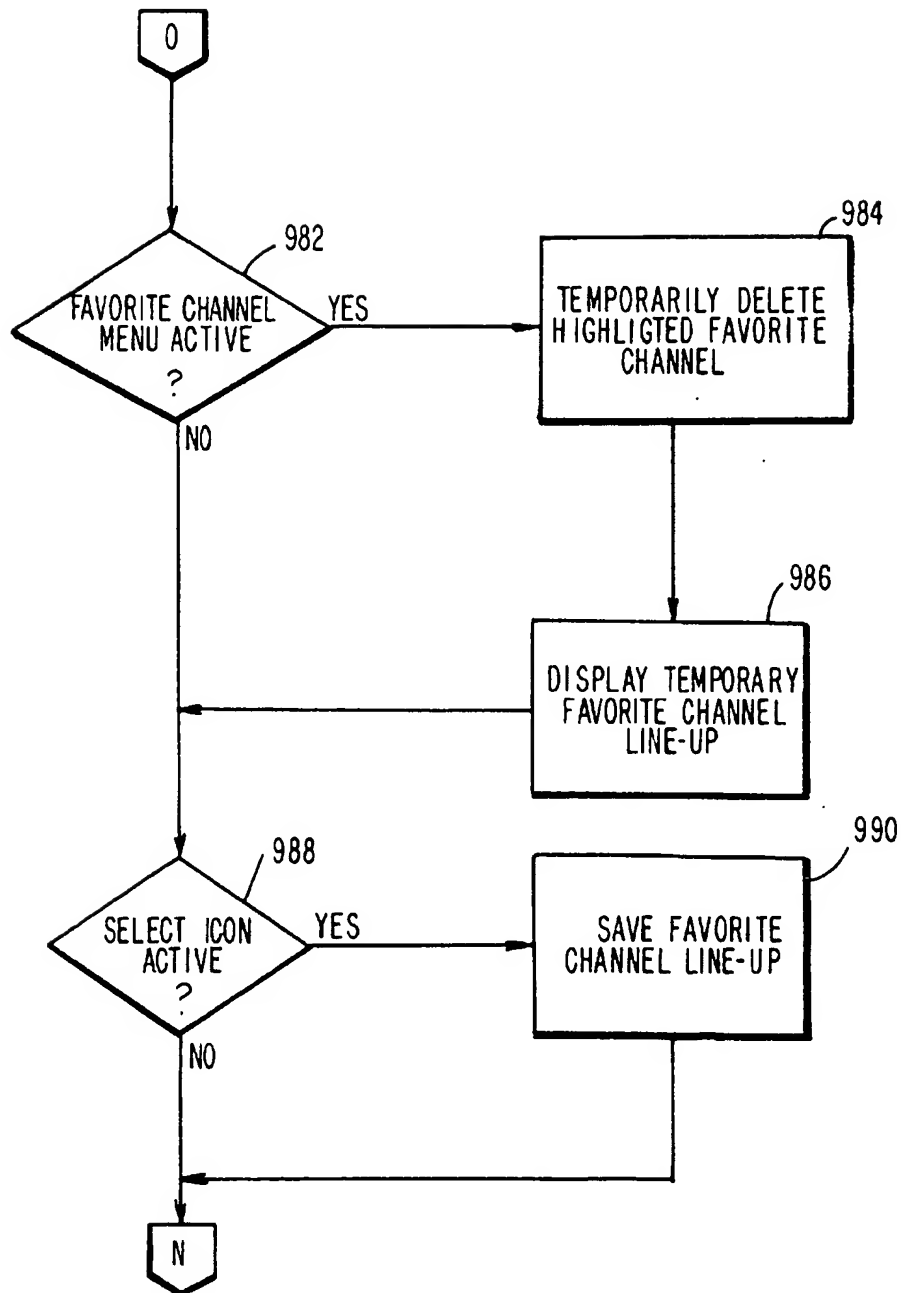 O
982
FAVORITE CHANNEL
MENU ACTIVE
?
YES
NO
984
TEMPORARILY DELETE
HIGHLIGTED FAVORITE
CHANNEL
986
DISPLAY TEMPORARY
FAVORITE CHANNEL
LINE-UP
988
SELECT ICON
ACTIVE
?
YES
NO
990
SAVE FAVORITE
CHANNEL LINE-UP
N